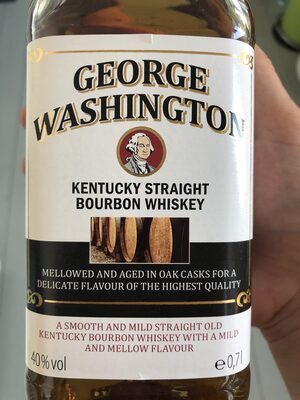 GEORGE
WASHINGTON
KENTUCKY STRAIGHT
BOURBON WHISKEY
MELLOWED AND AGED IN OAK CASKS FOR A
DELICATE FLAVOUR OF THE HIGHEST QUALITY
A SMOOTH AND MILD STRAIGHT OLD
KENTUCKY BOURBON WHISKEY WITH A MILD
AND MELLOW FLAVOUR
40% vol
℮ 0,7 l